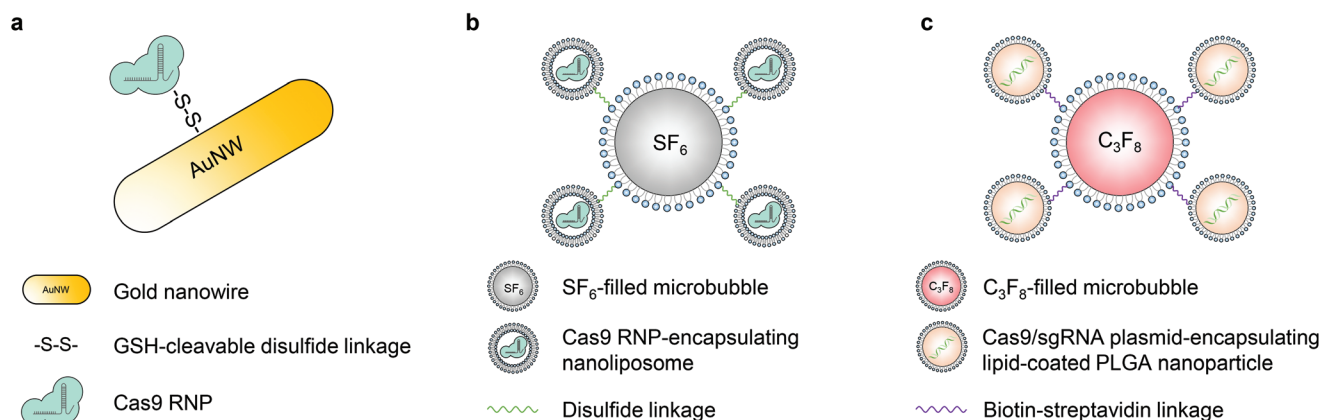 a
-S-S-
AuNW
AuNW
Gold nanowire
-S-S-
GSH-cleavable disulfide linkage
Cas9 RNP
b
SF6
SF6
SF6-filled microbubble
Cas9 RNP-encapsulating
nanoliposome
Disulfide linkage
c
C3F8
C3F8
C3F8-filled microbubble
Cas9/sgRNA plasmid-encapsulating
lipid-coated PLGA nanoparticle
Biotin-streptavidin linkage